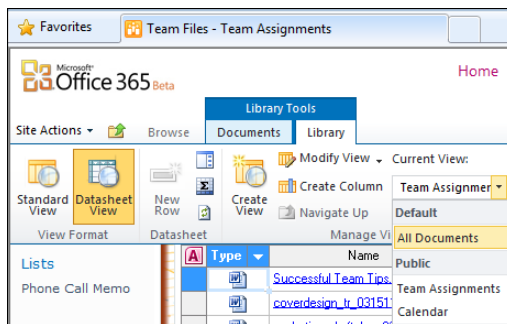 Favorites
Team Files - Team Assignments
Microsoft
Office 365 Beta
Home
Library Tools
Site Actions
Browse
Documents
Library
Standard View
Datasheet View
New Row
Create View
Modify View
Create Column
Navigate Up
Current View:
Team Assignmer
View Format
Datasheet
Manage Vi
Default
All Documents
Public
Team Assignments
Calendar
Lists
Phone Call Memo
Type
Name
Successful Team Tips.
coverdesign_tr_03151